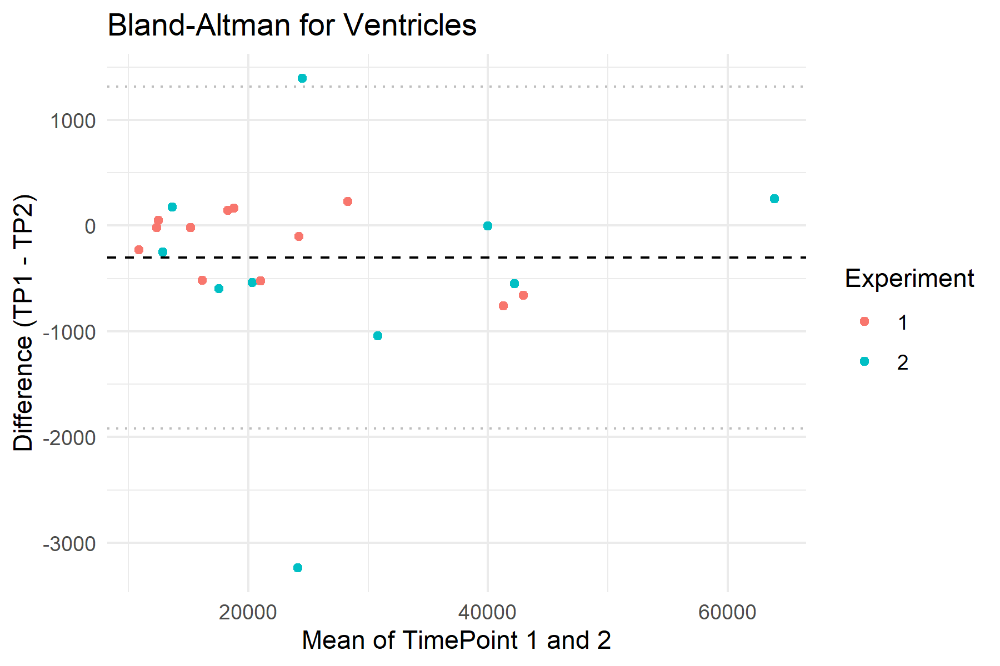 Bland-Altman for Ventricles
Difference (TP1 - TP2)
1000
0
-1000
-2000
-3000
20000 40000 60000
Mean of TimePoint 1 and 2
Experiment
1
2